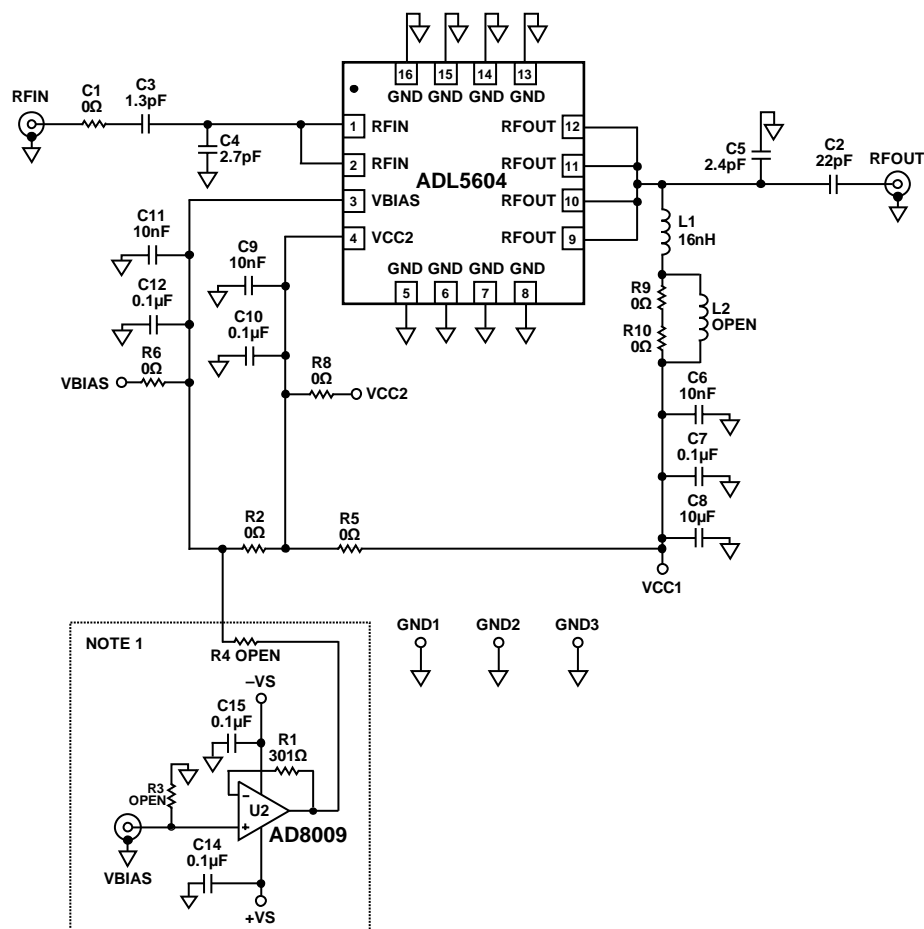 16 15 14 13
GND GND GND GND
RFIN
C1
0Ω
C3
1.3pF
C4
2.7pF
1 RFIN
2 RFIN
3 VBIAS
4 VCC2
ADL5604
RFOUT 12
RFOUT 11
RFOUT 10
RFOUT 9
GND GND GND GND
5 6 7 8
C5
2.4pF
C2
22pF
RFOUT
L1
16nH
R9
0Ω
R10
0Ω
L2
OPEN
C11
10nF
C12
0.1µF
R6
0Ω
VBIAS
C9
10nF
C10
0.1µF
R8
0Ω
VCC2
C6
10nF
C7
0.1µF
C8
10µF
R2
0Ω
R5
0Ω
VCC1
NOTE 1
R4 OPEN
GND1
GND2
GND3
–VS
C15
0.1µF
R1
301Ω
R3
OPEN
–
U2
+
AD8009
VBIAS
C14
0.1µF
+VS